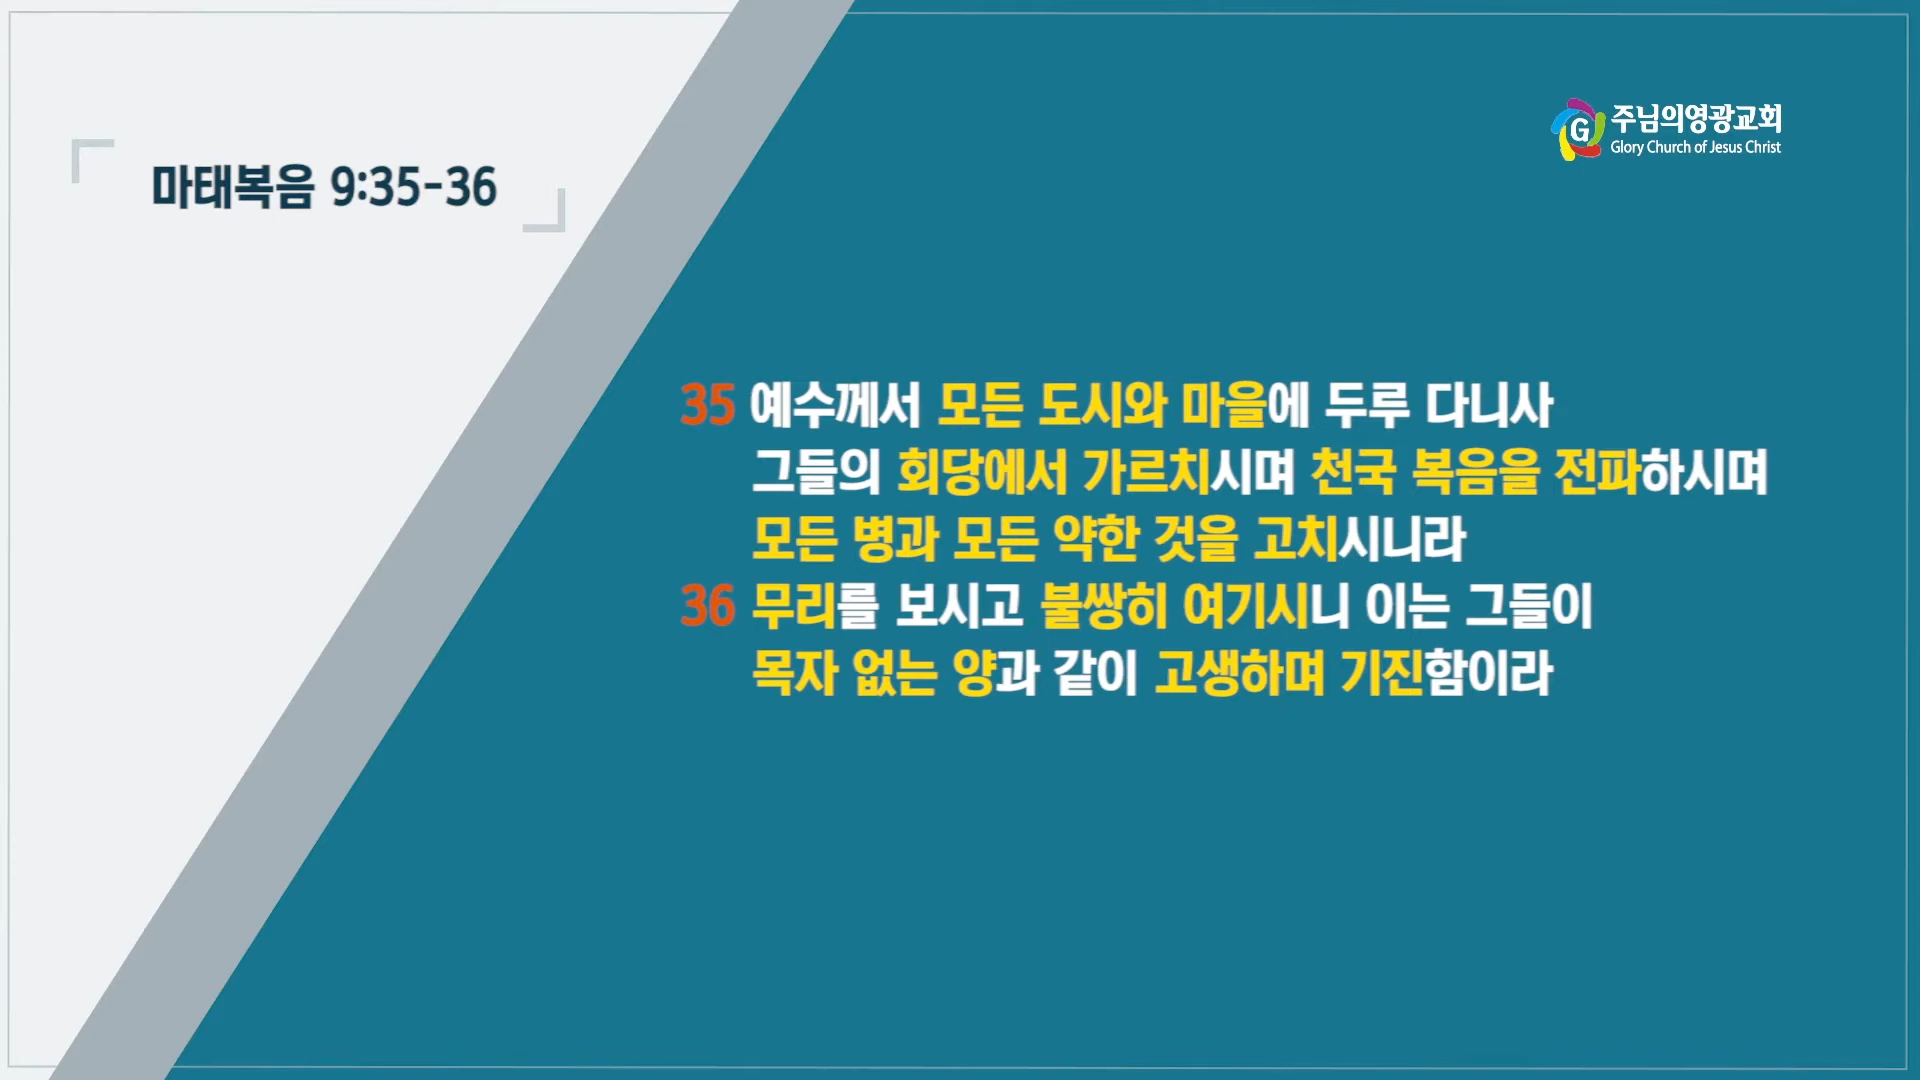 마태복음 9:35-36
주님의영광교회
Glory Church of Jesus Christ
35 예수께서 모든 도시와 마을에 두루 다니사
그들의 회당에서 가르치시며 천국 복음을 전파하시며
모든 병과 모든 약한 것을 고치시니라
36 무리를 보시고 불쌍히 여기시니 이는 그들이
목자 없는 양과 같이 고생하며 기진함이라